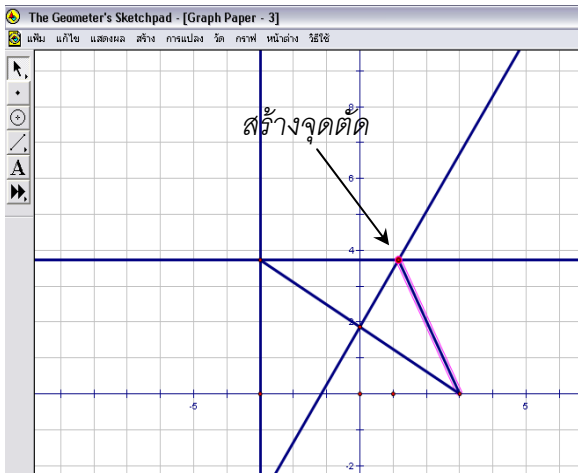 The Geometer's Sketchpad - [Graph Paper - 3]
แฟ้ม แก้ไข แสดงผล สร้าง การแปลง วัด กราฟ หน้าต่าง วิธีใช้
A
8
สร้างจุดตัด
6
4
2
-5 5
-2